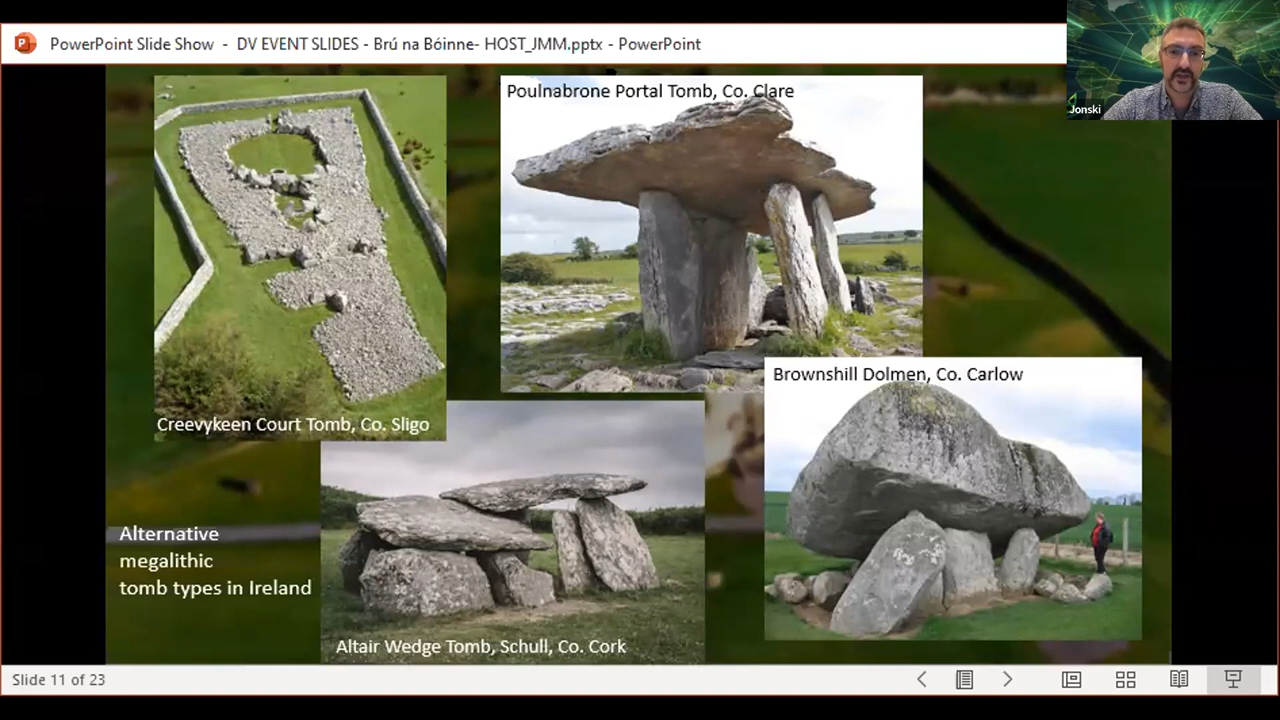 PowerPoint Slide Show - DV EVENT SLIDES - Brú na Bóinne- HOST_JMM.pptx - PowerPoint
Jonski
Poulnabrone Portal Tomb, Co. Clare
Brownshill Dolmen, Co. Carlow
Creevykeen Court Tomb, Co. Sligo
Alternative
megalithic
tomb types in Ireland
Altair Wedge Tomb, Schull, Co. Cork
Slide 11 of 23